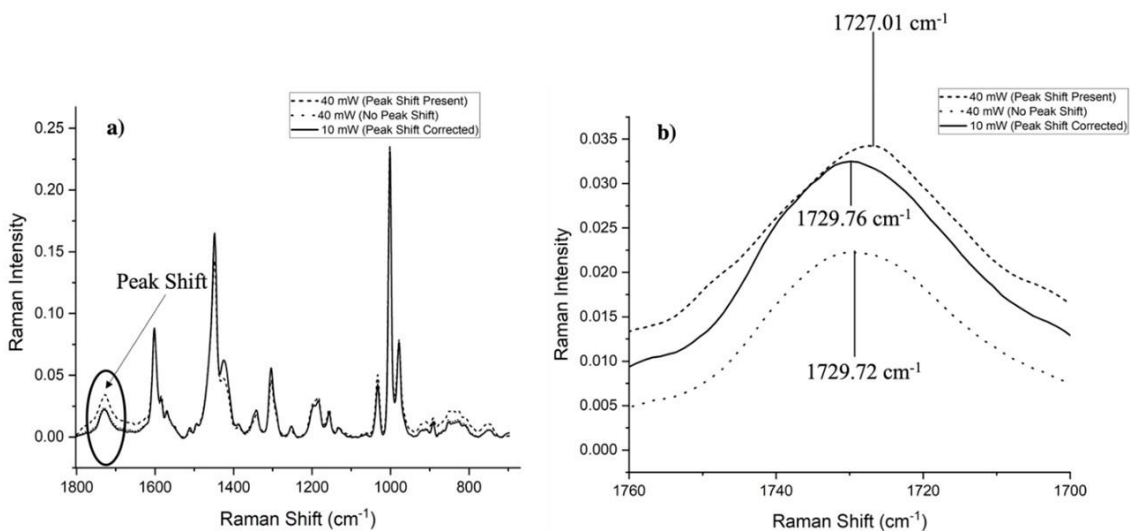 a)
40 mW (Peak Shift Present)
40 mW (No Peak Shift)
10 mW (Peak Shift Corrected)
Peak Shift
0.25
0.20
0.15
0.10
0.05
0.00
Raman Intensity
1800 1600 1400 1200 1000 800
Raman Shift (cm⁻¹)
1727.01 cm⁻¹
b)
40 mW (Peak Shift Present)
40 mW (No Peak Shift)
10 mW (Peak Shift Corrected)
1729.76 cm⁻¹
1729.72 cm⁻¹
0.035
0.030
0.025
0.020
0.015
0.010
0.005
0.000
Raman Intensity
1760 1740 1720 1700
Raman Shift (cm⁻¹)